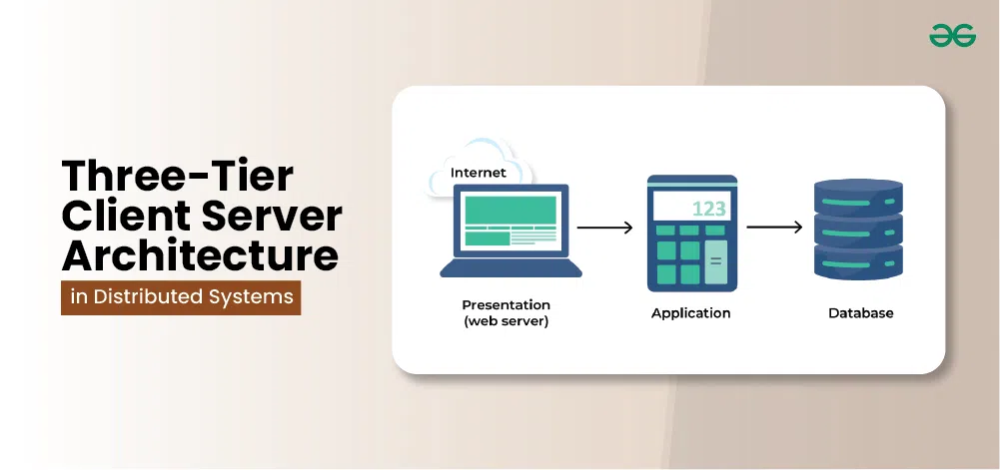 Three-Tier
Client Server
Architecture
in Distributed Systems
Internet
123
=
Presentation
(web server)
Application
Database